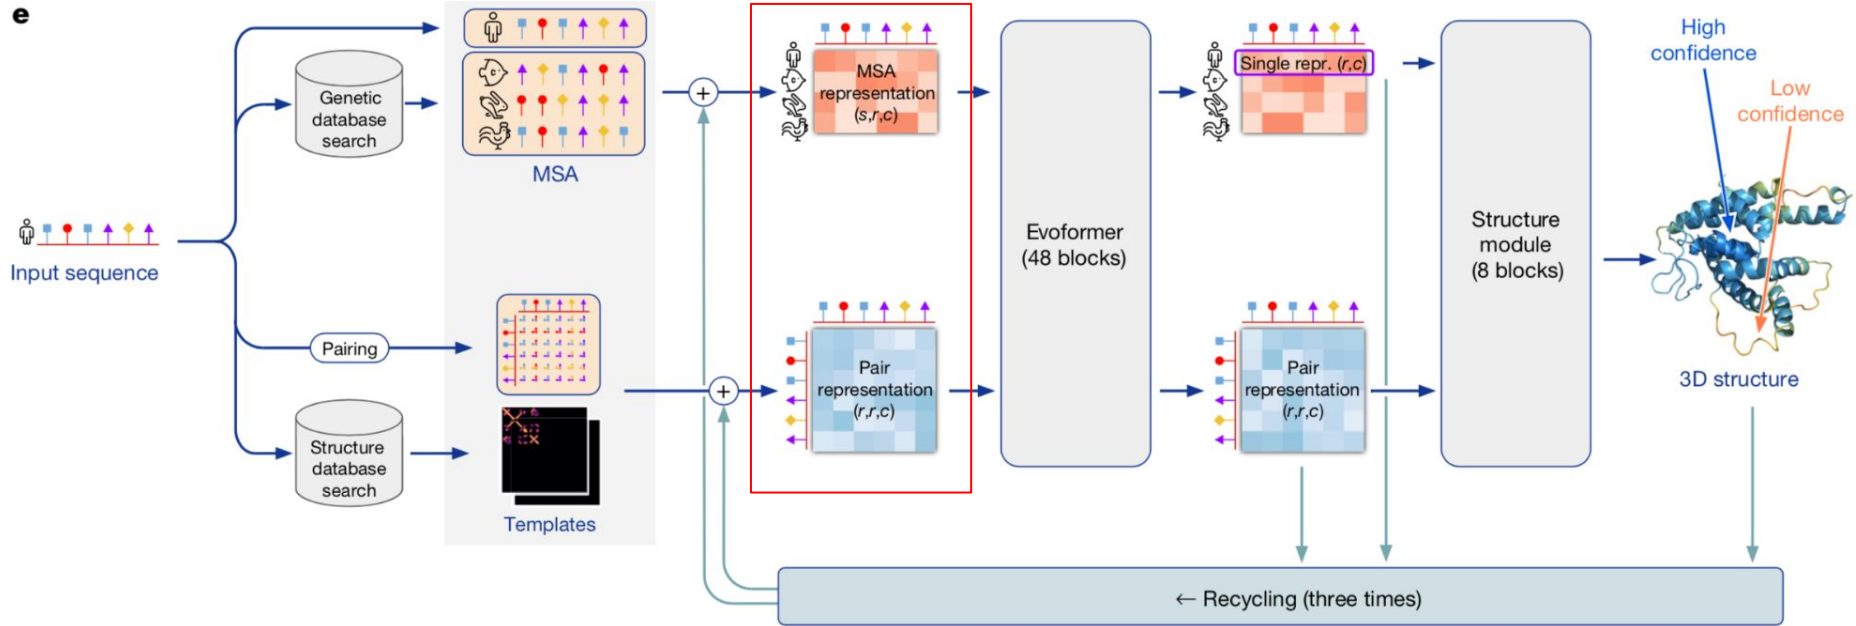 e
Input sequence
Genetic
database
search
MSA
Pairing
Structure
database
search
Templates
+
+
MSA
representation
(s,r,c)
Pair
representation
(r,r,c)
Evoformer
(48 blocks)
Single repr. (r,c)
Pair
representation
(r,r,c)
Structure
module
(8 blocks)
High
confidence
Low
confidence
3D structure
← Recycling (three times)